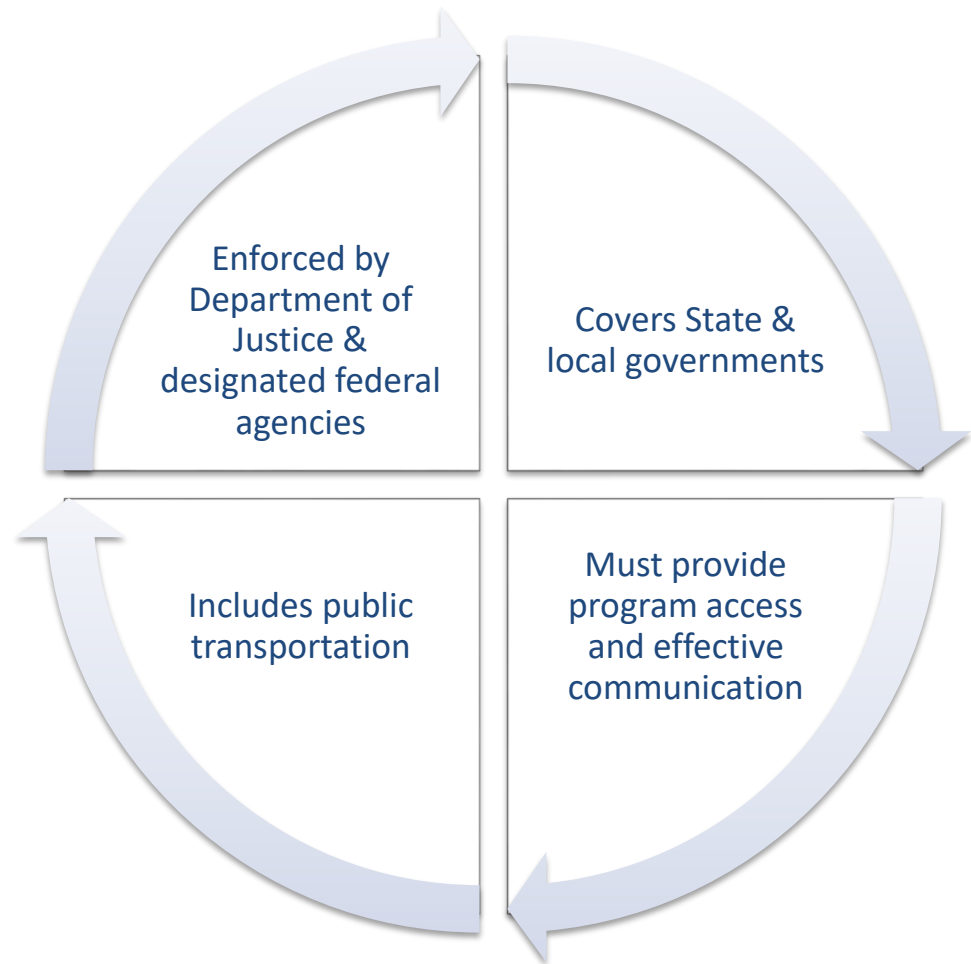 Enforced by
Department of
Justice &
designated federal
agencies
Covers State &
local governments
Includes public
transportation
Must provide
program access
and effective
communication